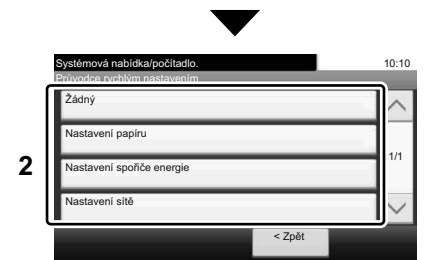 Systémová nabídka/počítadlo. 10:10
Průvodce rychlým nastavením
Žádný
Nastavení papíru
1/1
2
Nastavení spořiče energie
Nastavení sítě
< Zpět